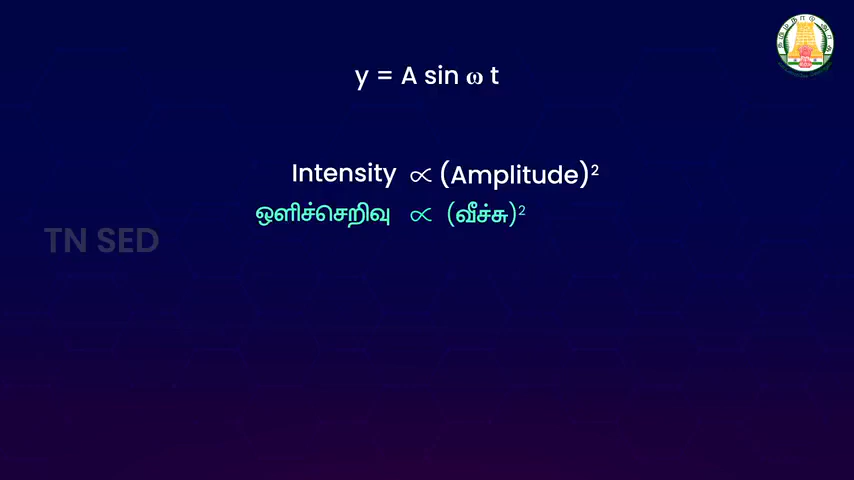 y = A sin ω t
Intensity ∝ (Amplitude)²
ஒளிச்செறிவு ∝ (வீச்சு)²
TN SED